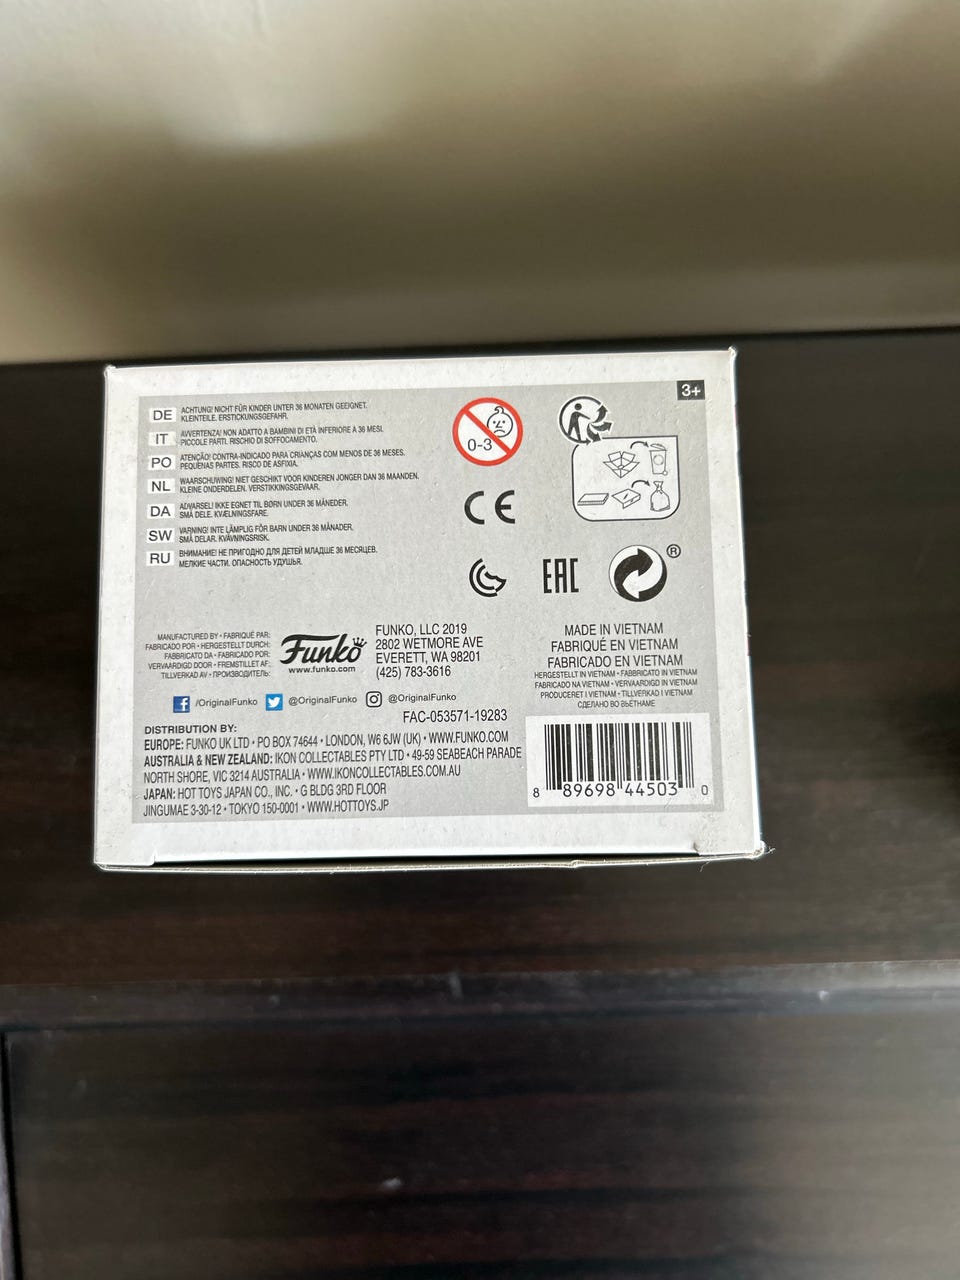 3+
DE ACHTUNG! NICHT FÜR KINDER UNTER 36 MONATEN GEEIGNET.
KLEINTEILE. ERSTICKUNGSGEFAHR.
IT AVVERTENZA! NON ADATTO A BAMBINI DI ETÀ INFERIORE A 36 MESI.
PICCOLE PARTI. RISCHIO DI SOFFOCAMENTO.
PO ATENÇÃO! CONTRA-INDICADO PARA CRIANÇAS COM MENOS DE 36 MESES.
PEQUENAS PARTES. RISCO DE ASFIXIA.
NL WAARSCHUWING! NIET GESCHIKT VOOR KINDEREN JONGER DAN 36 MAANDEN.
KLEINE ONDERDELEN. VERSTIKKINGSGEVAAR.
DA ADVARSEL! IKKE EGNET TIL BØRN UNDER 36 MÅNEDER.
SMÅ DELE. KVÆLNINGSFARE.
SW VARNING! INTE LÄMPLIG FÖR BARN UNDER 36 MÅNADER.
SMÅ DELAR. KVÄVNINGSRISK.
RU ВНИМАНИЕ! НЕ ПРИГОДНО ДЛЯ ДЕТЕЙ МЛАДШЕ 36 МЕСЯЦЕВ.
МЕЛКИЕ ЧАСТИ. ОПАСНОСТЬ УДУШЬЯ.
0-3
CE
EAC
®
MANUFACTURED BY • FABRIQUÉ PAR:
FABRICADO POR • HERGESTELLT DURCH:
FABBRICATO DA • FABRICADO POR:
VERVAARDIGD DOOR • FREMSTILLET AF:
TILLVERKAD AV • ПРОИЗВОДИТЕЛЬ:
Funko
www.funko.com
FUNKO, LLC 2019
2802 WETMORE AVE
EVERETT, WA 98201
(425) 783-3616
MADE IN VIETNAM
FABRIQUÉ EN VIETNAM
FABRICADO EN VIETNAM
HERGESTELLT IN VIETNAM • FABBRICATO IN VIETNAM
FABRICADO NA VIETNAM • VERVAARDIGD IN VIETNAM
PRODUCERET I VIETNAM • TILLVERKAD I VIETNAM
СДЕЛАНО ВО ВЬЕТНАМЕ
/OriginalFunko @OriginalFunko @OriginalFunko
FAC-053571-19283
DISTRIBUTION BY:
EUROPE: FUNKO UK LTD • PO BOX 74644 • LONDON, W6 6JW (UK) • WWW.FUNKO.COM
AUSTRALIA & NEW ZEALAND: IKON COLLECTABLES PTY LTD • 49-59 SEABEACH PARADE
NORTH SHORE, VIC 3214 AUSTRALIA • WWW.IKONCOLLECTABLES.COM.AU
JAPAN: HOT TOYS JAPAN CO., INC. • G BLDG 3RD FLOOR
JINGUMAE 3-30-12 • TOKYO 150-0001 • WWW.HOTTOYS.JP
8 89698 44503 0